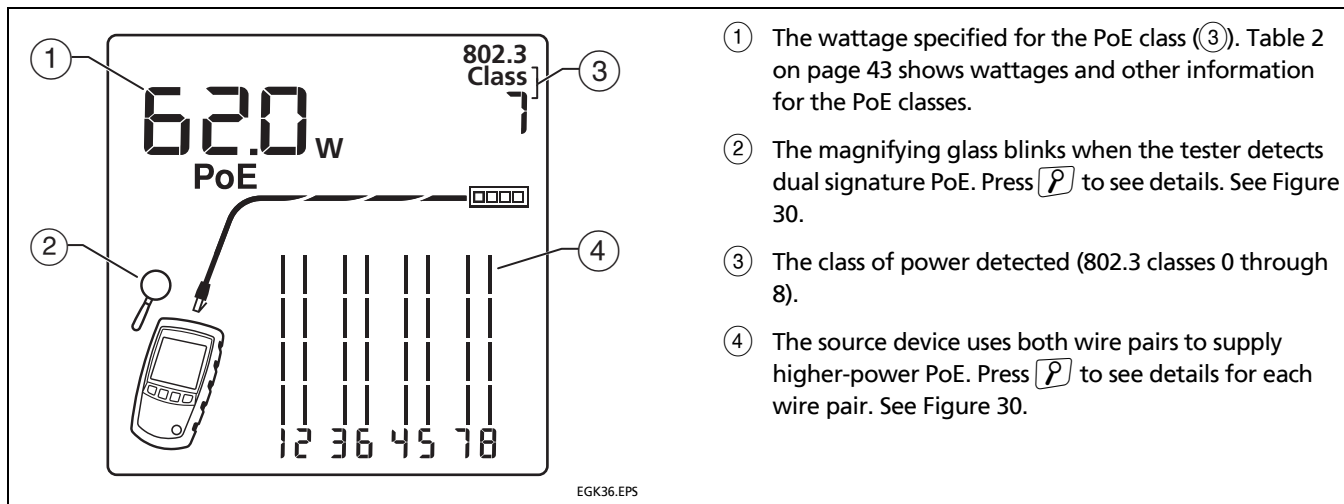 1
62.0 W
PoE
802.3
Class
7
3
2
4
12 36 45 78
EGK36.EPS
1 The wattage specified for the PoE class (3). Table 2
on page 43 shows wattages and other information
for the PoE classes.
2 The magnifying glass blinks when the tester detects
dual signature PoE. Press to see details. See Figure
30.
3 The class of power detected (802.3 classes 0 through
8).
4 The source device uses both wire pairs to supply
higher-power PoE. Press to see details for each
wire pair. See Figure 30.